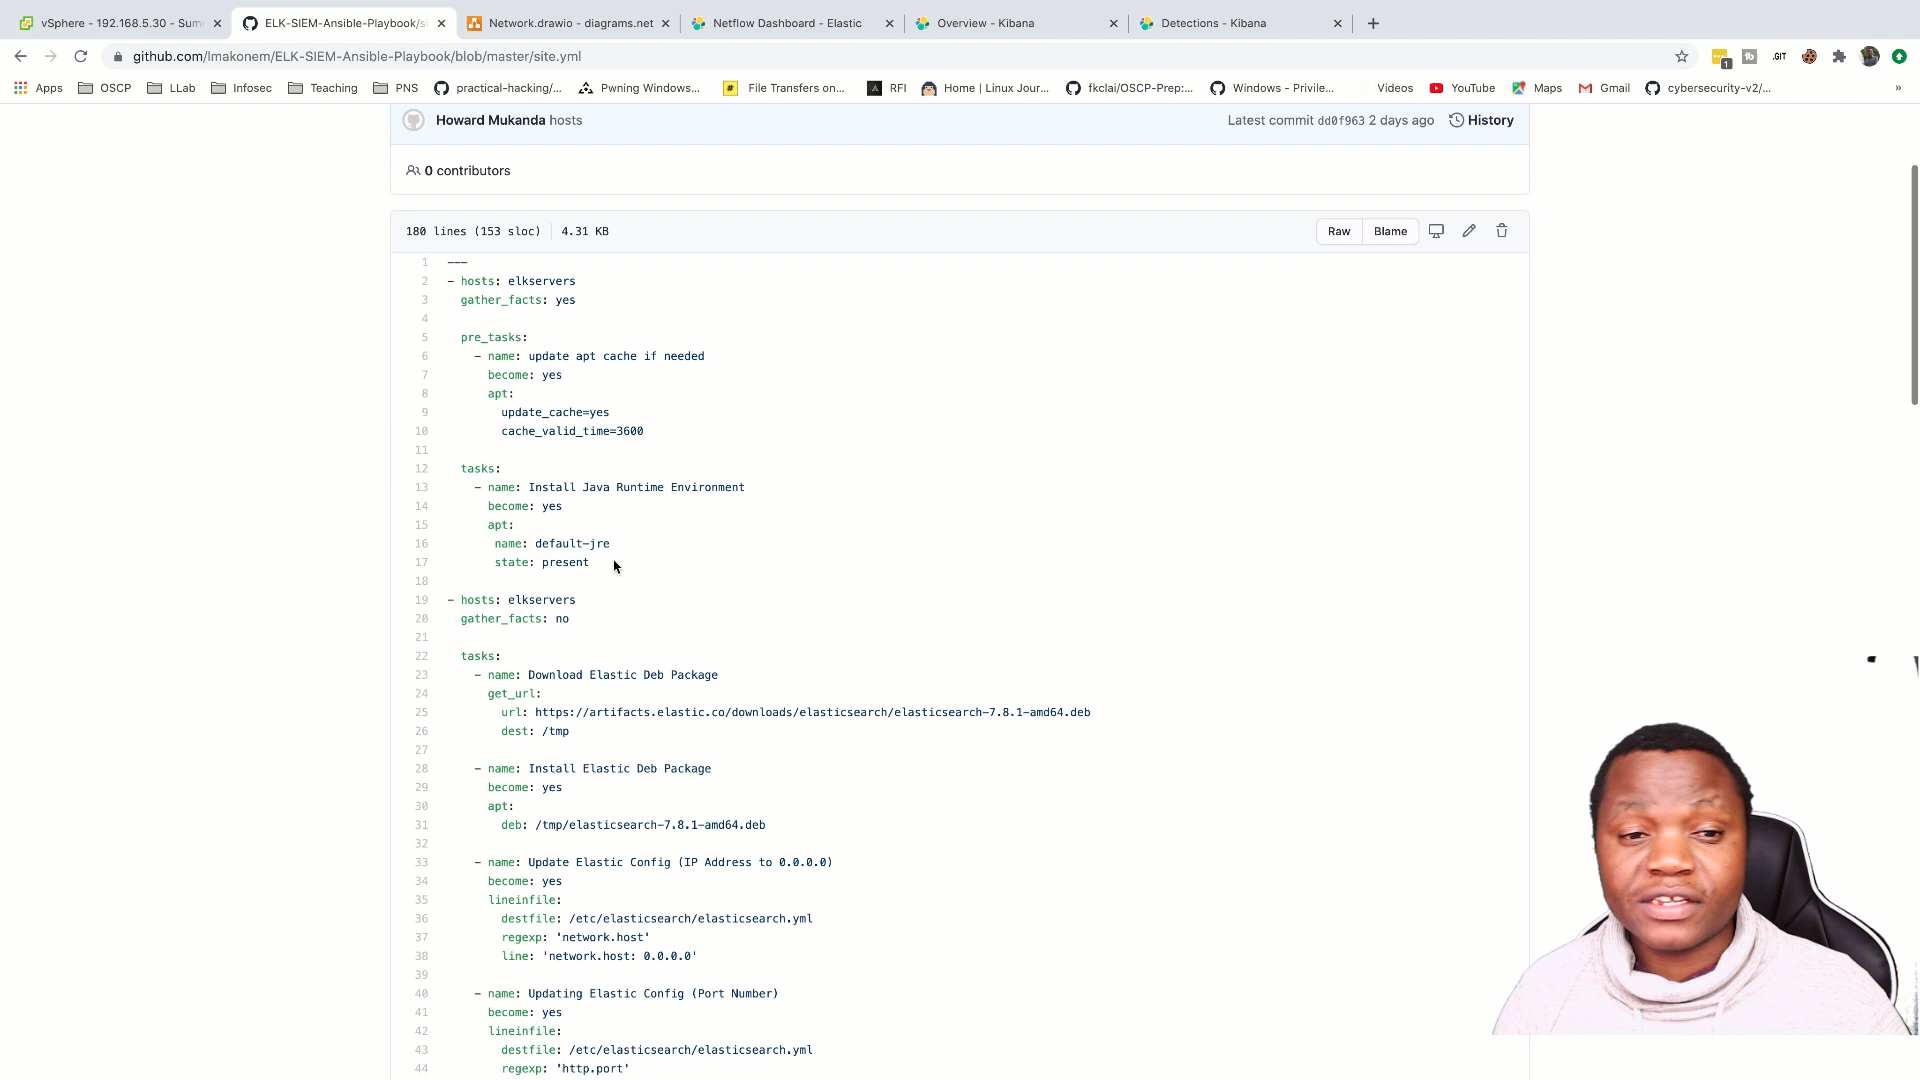 vSphere - 192.168.5.30 - Sum
ELK-SIEM-Ansible-Playbook/si
Network.drawio - diagrams.net
Netflow Dashboard - Elastic
Overview - Kibana
Detections - Kibana
github.com/lmakonem/ELK-SIEM-Ansible-Playbook/blob/master/site.yml
1
.GIT
Apps
OSCP
LLab
Infosec
Teaching
PNS
practical-hacking/...
Pwning Windows...
File Transfers on...
RFI
Home | Linux Jour...
fkclai/OSCP-Prep:...
Windows - Privile...
Videos
YouTube
Maps
Gmail
cybersecurity-v2/...
»
Howard Mukanda hosts
Latest commit dd0f963 2 days ago
History
0 contributors
180 lines (153 sloc)
4.31 KB
Raw
Blame
1 ---
2 - hosts: elkservers
3 gather_facts: yes
4
5 pre_tasks:
6 - name: update apt cache if needed
7 become: yes
8 apt:
9 update_cache=yes
10 cache_valid_time=3600
11
12 tasks:
13 - name: Install Java Runtime Environment
14 become: yes
15 apt:
16 name: default-jre
17 state: present
18
19 - hosts: elkservers
20 gather_facts: no
21
22 tasks:
23 - name: Download Elastic Deb Package
24 get_url:
25 url: https://artifacts.elastic.co/downloads/elasticsearch/elasticsearch-7.8.1-amd64.deb
26 dest: /tmp
27
28 - name: Install Elastic Deb Package
29 become: yes
30 apt:
31 deb: /tmp/elasticsearch-7.8.1-amd64.deb
32
33 - name: Update Elastic Config (IP Address to 0.0.0.0)
34 become: yes
35 lineinfile:
36 destfile: /etc/elasticsearch/elasticsearch.yml
37 regexp: 'network.host'
38 line: 'network.host: 0.0.0.0'
39
40 - name: Updating Elastic Config (Port Number)
41 become: yes
42 lineinfile:
43 destfile: /etc/elasticsearch/elasticsearch.yml
44 regexp: 'http.port'